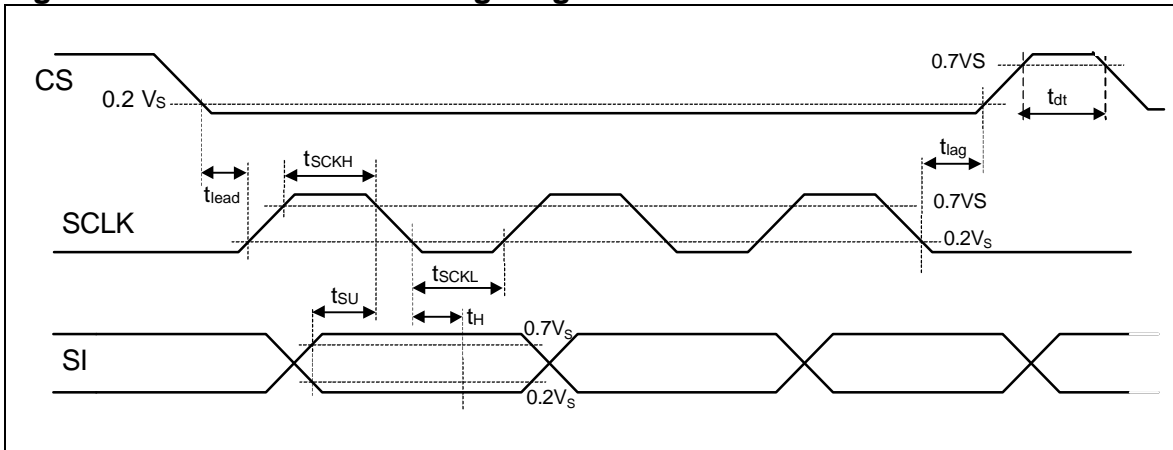 CS
0.2 VS
0.7VS
tdt
tlag
tSCKH
tlead
SCLK
0.7VS
0.2VS
tSCKL
tSU
tH
SI
0.7VS
0.2VS